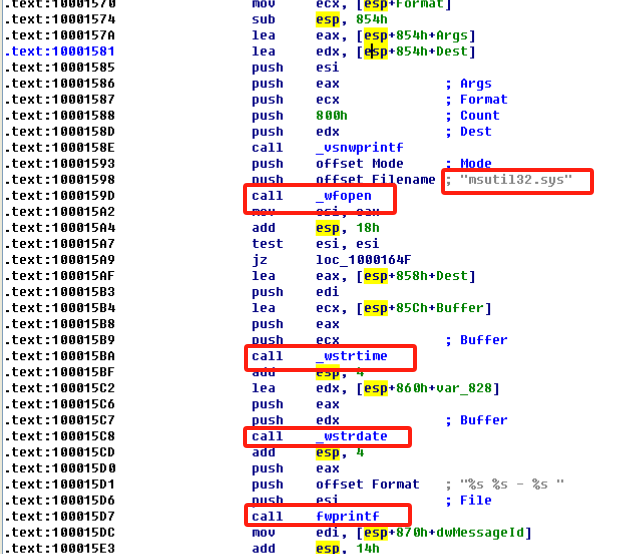 .text:10001570 mov ecx, [esp+Format]
.text:10001574 sub esp, 854h
.text:1000157A lea eax, [esp+854h+Args]
.text:10001581 lea edx, [esp+854h+Dest]
.text:10001585 push esi
.text:10001586 push eax ; Args
.text:10001587 push ecx ; Format
.text:10001588 push 800h ; Count
.text:1000158D push edx ; Dest
.text:1000158E call _vsnwprintf
.text:10001593 push offset Mode ; Mode
.text:10001598 push offset Filename ; "msutil32.sys"
.text:1000159D call _wfopen
.text:100015A2 mov esi, eax
.text:100015A4 add esp, 18h
.text:100015A7 test esi, esi
.text:100015A9 jz loc_1000164F
.text:100015AF lea eax, [esp+858h+Dest]
.text:100015B3 push edi
.text:100015B4 lea ecx, [esp+85Ch+Buffer]
.text:100015B8 push eax
.text:100015B9 push ecx ; Buffer
.text:100015BA call _wstrtime
.text:100015BF add esp, 4
.text:100015C2 lea edx, [esp+860h+var_828]
.text:100015C6 push eax
.text:100015C7 push edx ; Buffer
.text:100015C8 call _wstrdate
.text:100015CD add esp, 4
.text:100015D0 push eax
.text:100015D1 push offset Format ; "%s %s - %s "
.text:100015D6 push esi ; File
.text:100015D7 call fwprintf
.text:100015DC mov edi, [esp+870h+dwMessageId]
.text:100015E3 add esp, 14h